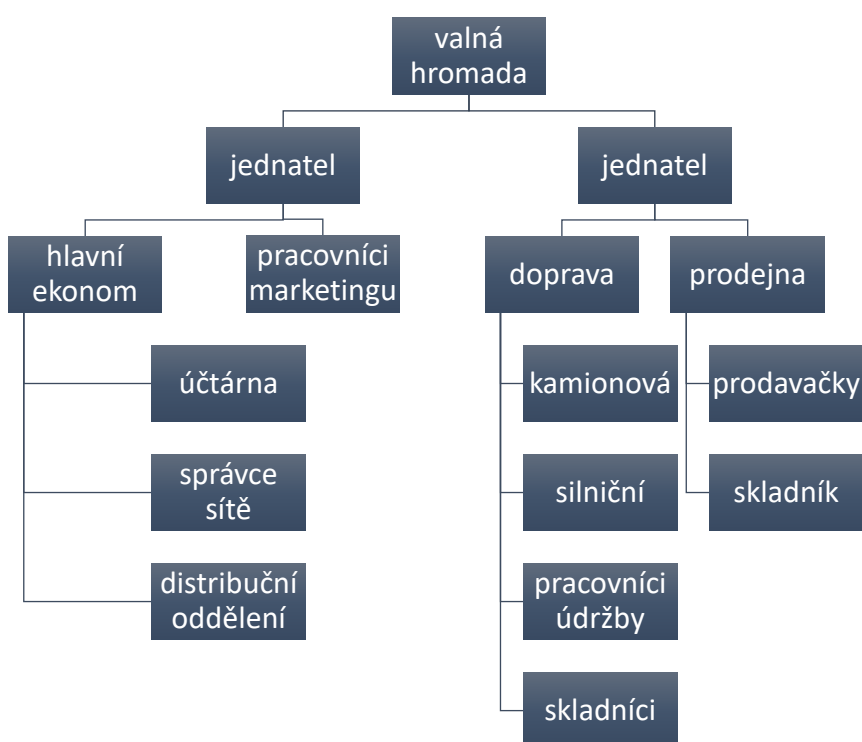 valná
hromada
jednatel
jednatel
hlavní
ekonom
pracovníci
marketingu
doprava
prodejna
účtárna
kamionová
prodavačky
správce
sítě
silniční
skladník
distribuční
oddělení
pracovníci
údržby
skladníci